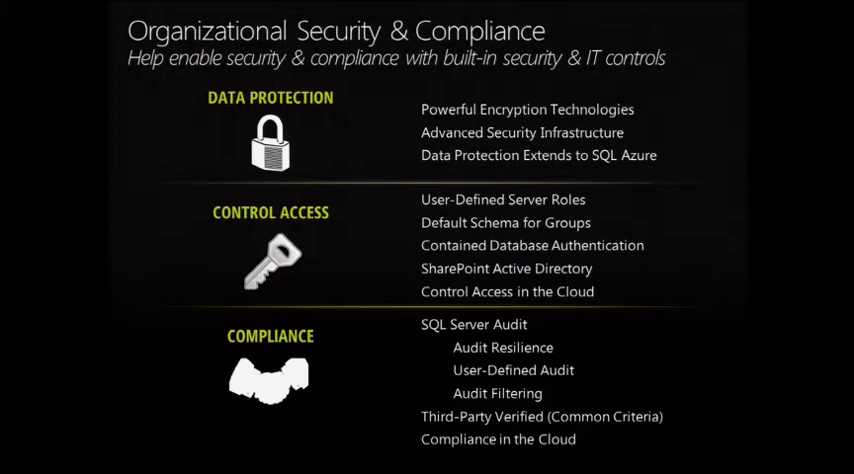 Organizational Security & Compliance
Help enable security & compliance with built-in security & IT controls
DATA PROTECTION
Powerful Encryption Technologies
Advanced Security Infrastructure
Data Protection Extends to SQL Azure
CONTROL ACCESS
User-Defined Server Roles
Default Schema for Groups
Contained Database Authentication
SharePoint Active Directory
Control Access in the Cloud
COMPLIANCE
SQL Server Audit
Audit Resilience
User-Defined Audit
Audit Filtering
Third-Party Verified (Common Criteria)
Compliance in the Cloud